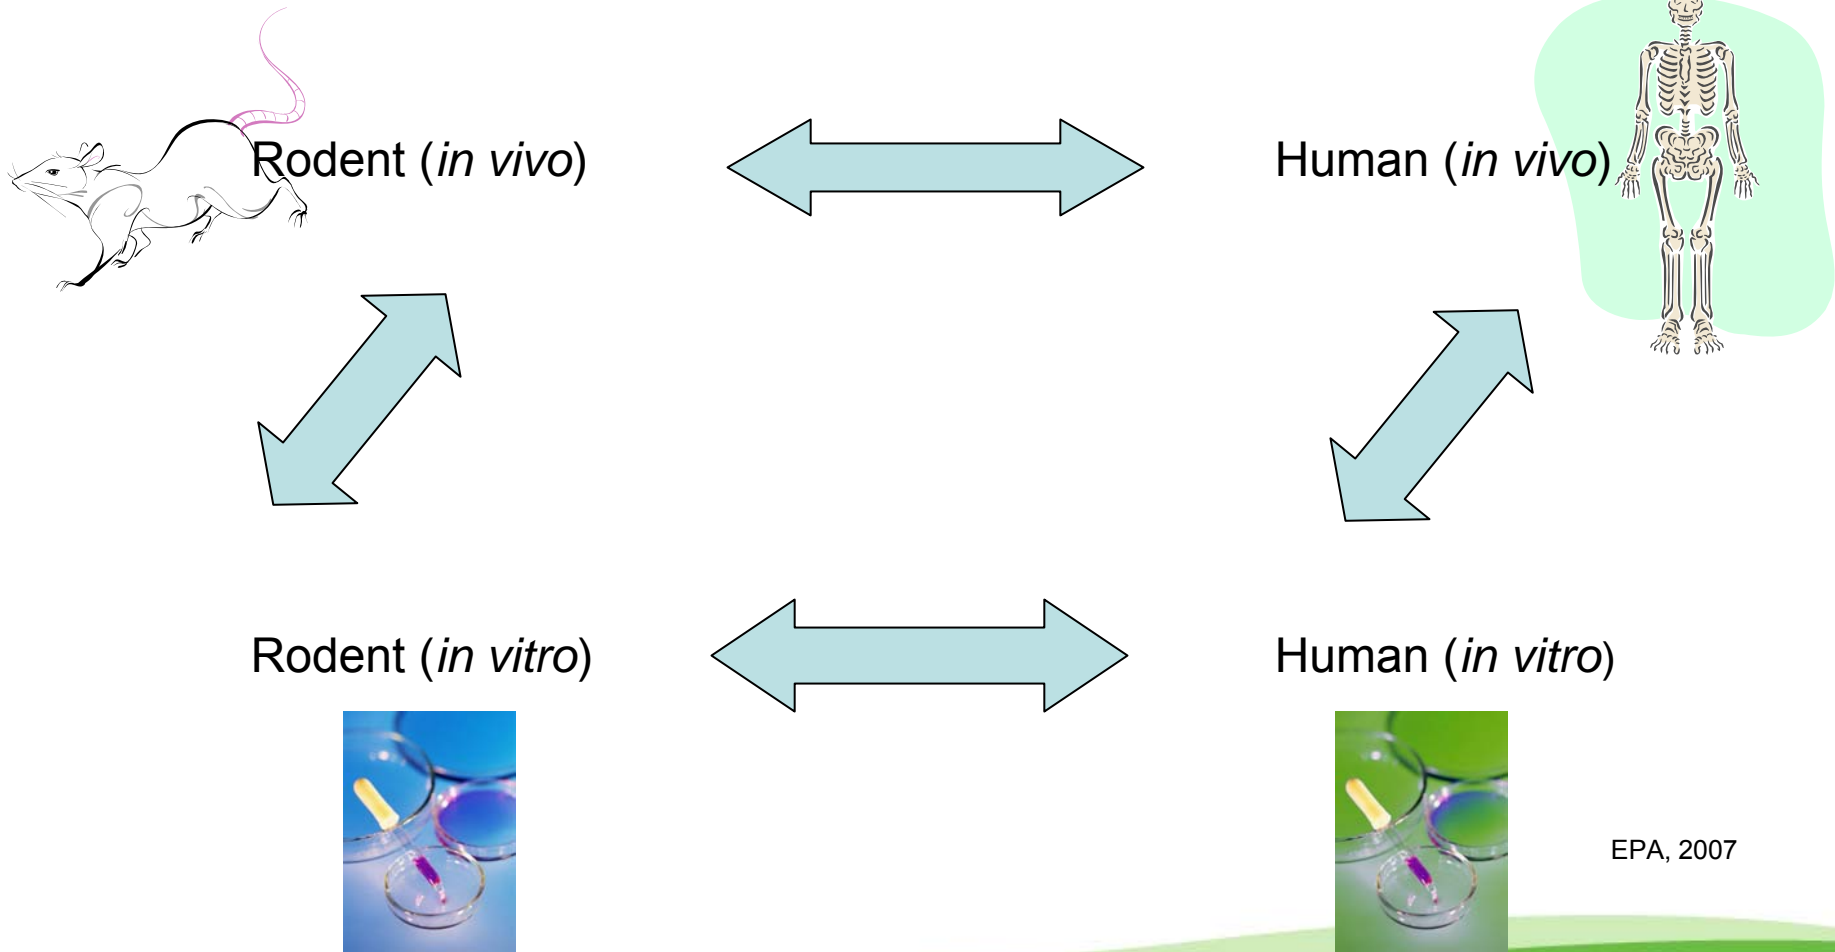 Rodent (in vivo)
Human (in vivo)
Rodent (in vitro)
Human (in vitro)
EPA, 2007